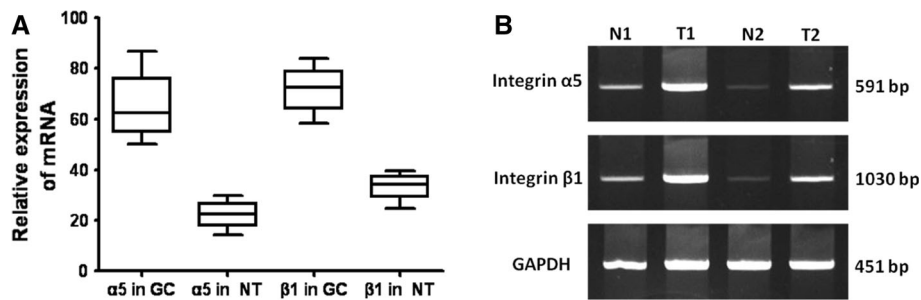 A
Relative expression
of mRNA
100
80
60
40
20
0
α5 in GC
α5 in NT
β1 in GC
β1 in NT
B
N1 T1 N2 T2
Integrin α5 591 bp
Integrin β1 1030 bp
GAPDH 451 bp